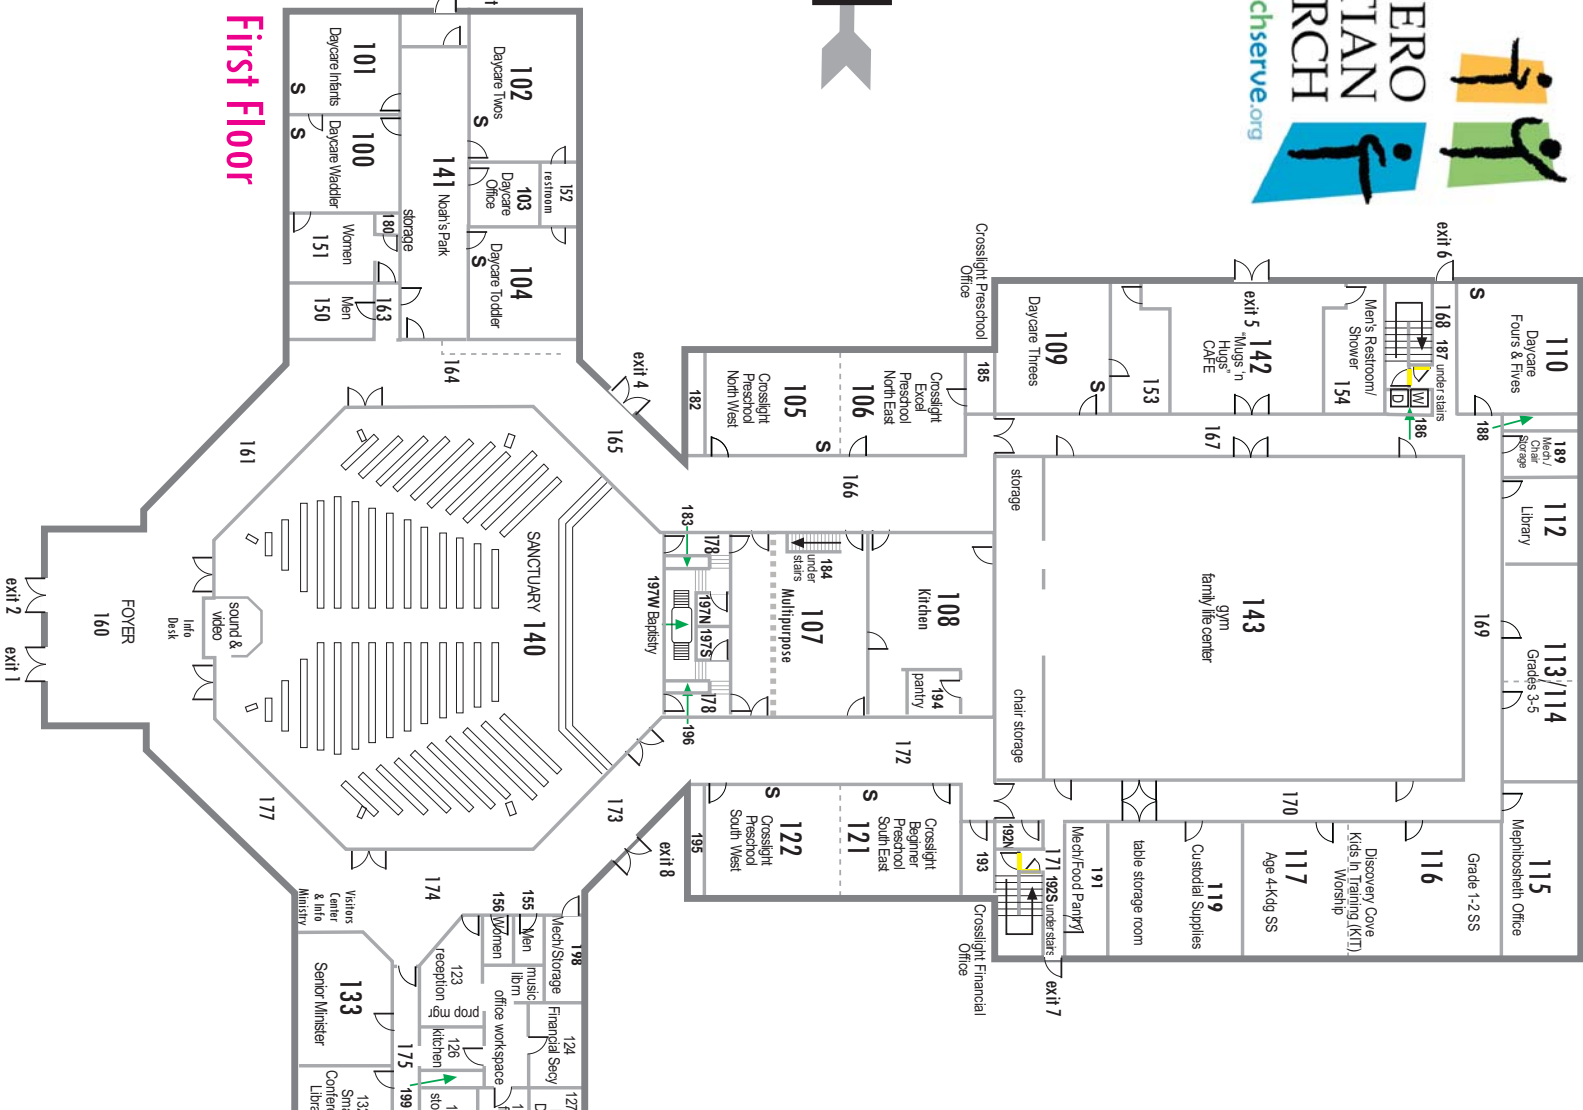 ERO
TIAN
RCH
chserve.org
First Floor
101
Daycare Infants
S
100
Daycare Waddler
S
102
Daycare Twos
S
152
restroom
103
Daycare
Office
104
Daycare Toddler
S
141 Noah's Park
storage
180
Women
151
Men
150
163
164
exit 4
165
161
SANCTUARY 140
sound &
video
Info
Desk
FOYER
160
exit 2
exit 1
177
173
exit 8
174
Visitors
Center
& Info
Ministry
Crosslight Preschool
Office
182
105
Crosslight
Preschool
North West
106
Crosslight
Excel
Preschool
North East
S
185
166
183
178
184
under
stairs
107
Multipurpose
108
Kitchen
194
pantry
197W Baptistry
197N
197S
178
196
172
195
122
Crosslight
Preschool
South West
S
121
Crosslight
Beginner
Preschool
South East
S
193
Crosslight Financial
Office
109
Daycare Threes
S
153
exit 5
142
"Mugs 'n
Hugs"
CAFE
Men's Restroom/
Shower
154
exit 6
168
187 under stairs
W
D
186
S
110
Daycare
Fours & Fives
188
189
Mech/
Chair
Storage
112
Library
167
143
gym
family life center
storage
chair storage
169
113/114
Grades 3-5
170
115
Mephibosheth Office
116
Grade 1-2 SS
Discovery Cove
Kids In Training (KIT)
Worship
117
Age 4-Kdg SS
119
Custodial Supplies
table storage room
191
Mech/Food Pantry
192N
171
192S under stairs
exit 7
198
Mech/Storage
155
Men
156
Women
music
librn
123
reception
prop mgr
office workspace
124
Financial Secy
126
kitchen
133
Senior Minister
175
199
127